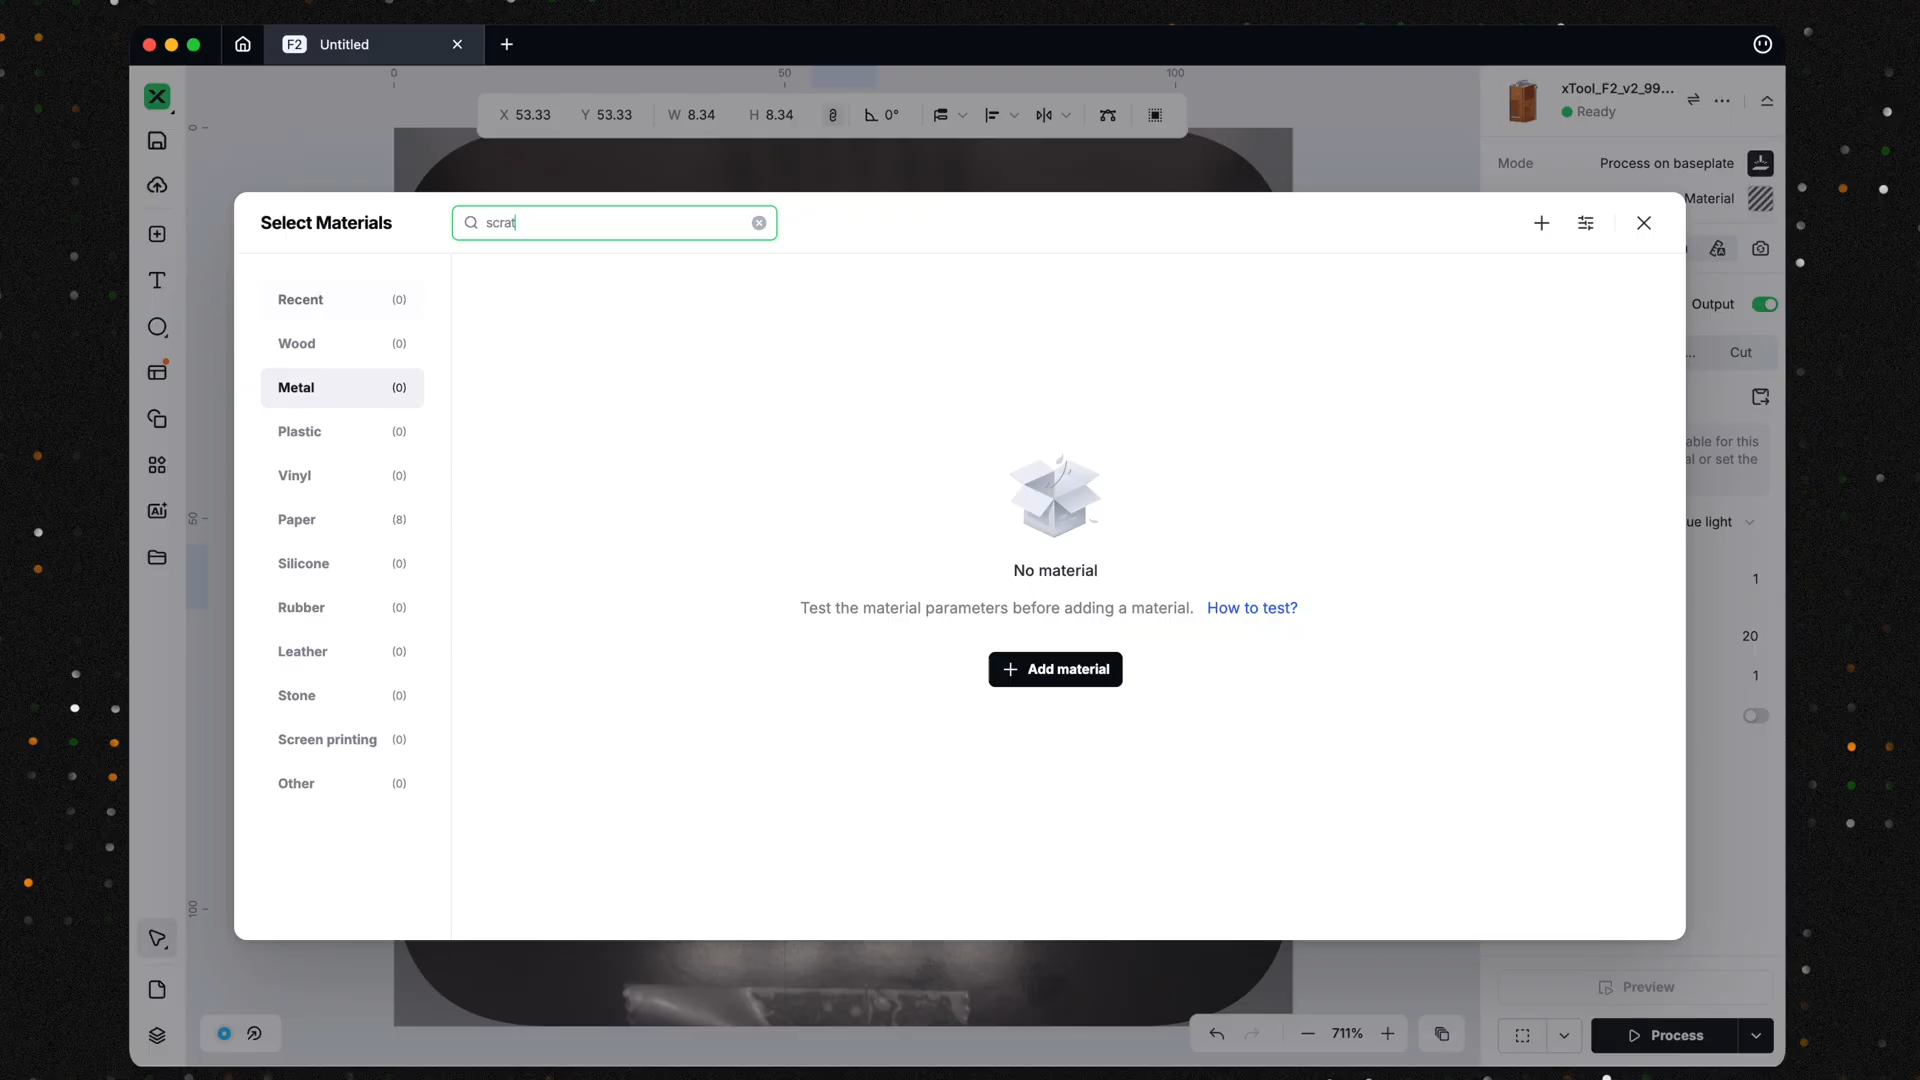 F2 Untitled
0 50 100
X 53.33 Y 53.33 W 8.34 H 8.34 0°
xTool_F2_v2_99...
Ready
Mode Process on baseplate
Material
Select Materials
scrat
Output
... Cut
able for this
al or set the
ue light
1
20
1
Recent (0)
Wood (0)
Metal (0)
Plastic (0)
Vinyl (0)
Paper (8)
Silicone (0)
Rubber (0)
Leather (0)
Stone (0)
Screen printing (0)
Other (0)
No material
Test the material parameters before adding a material. How to test?
Add material
0
50
100
AI
711%
Preview
Process